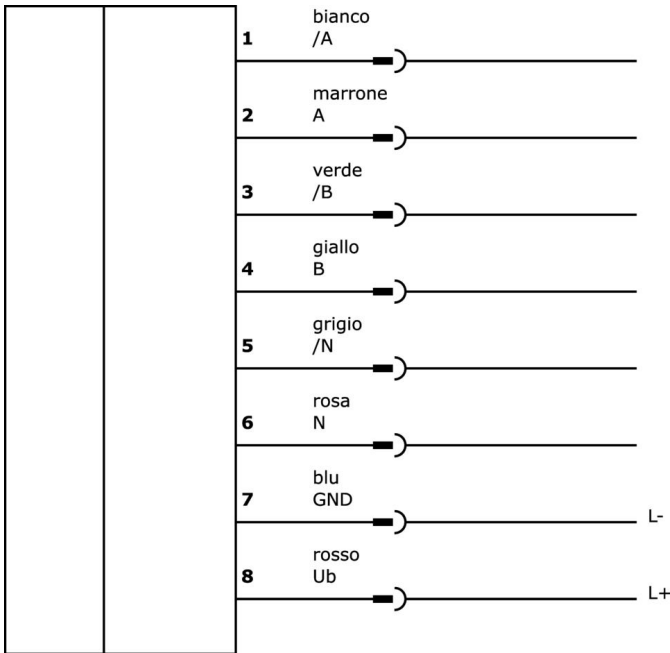 bianco
1 /A
marrone
2 A
verde
3 /B
giallo
4 B
grigio
5 /N
rosa
6 N
blu
7 GND L-
rosso
8 Ub L+